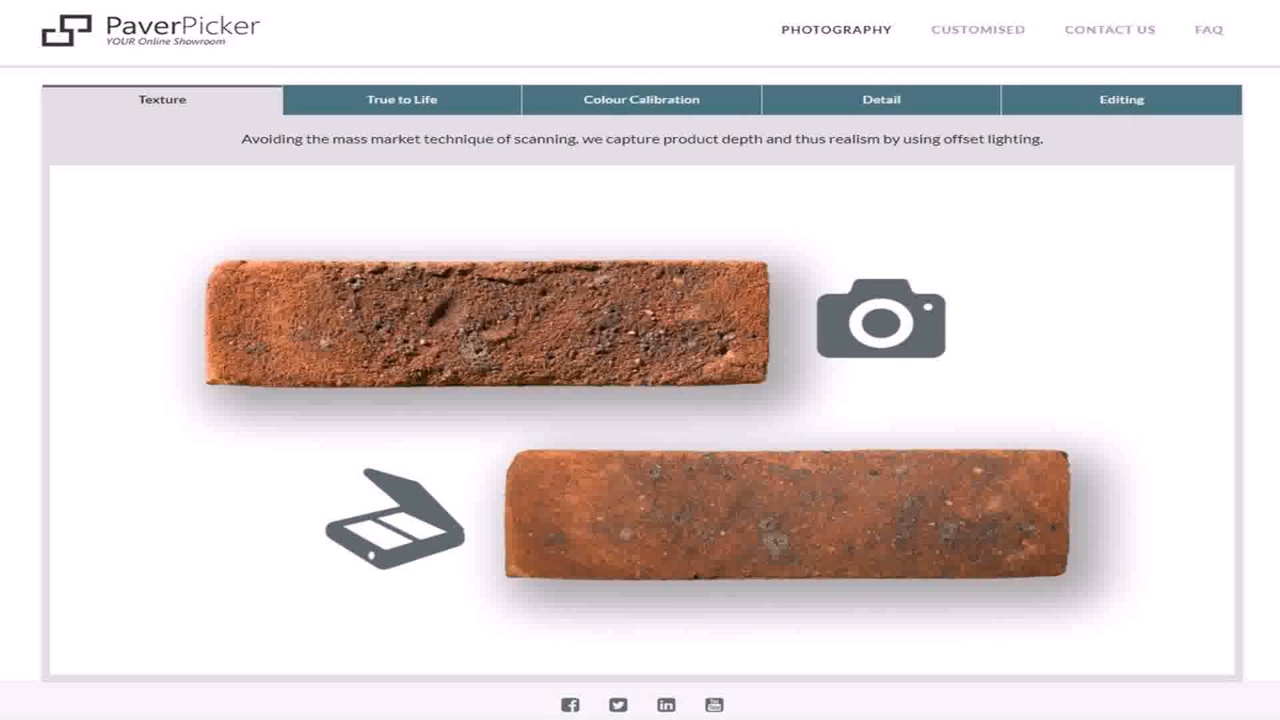 PaverPicker
YOUR Online Showroom
PHOTOGRAPHY CUSTOMISED CONTACT US FAQ
Texture True to Life Colour Calibration Detail Editing
Avoiding the mass market technique of scanning, we capture product depth and thus realism by using offset lighting.